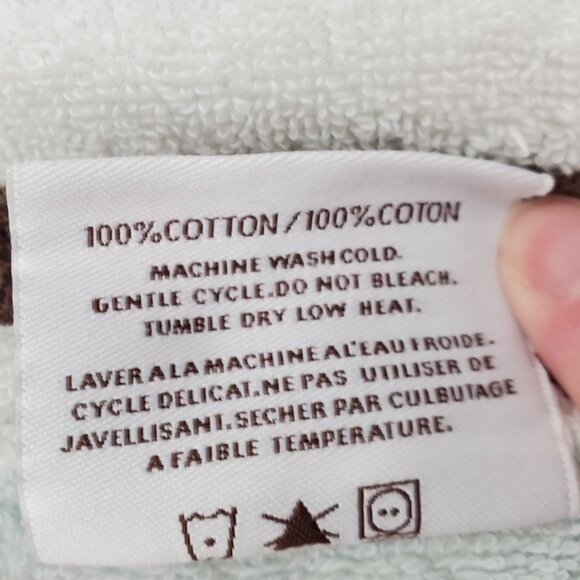 100%COTTON/100%COTON
MACHINE WASH COLD.
GENTLE CYCLE.DO NOT BLEACH.
TUMBLE DRY LOW HEAT.
LAVER A LA MACHINE A L'EAU FROIDE.
CYCLE DELICAT.NE PAS UTILISER DE
JAVELLISANT.SECHER PAR CULBUTAGE
A FAIBLE TEMPERATURE.